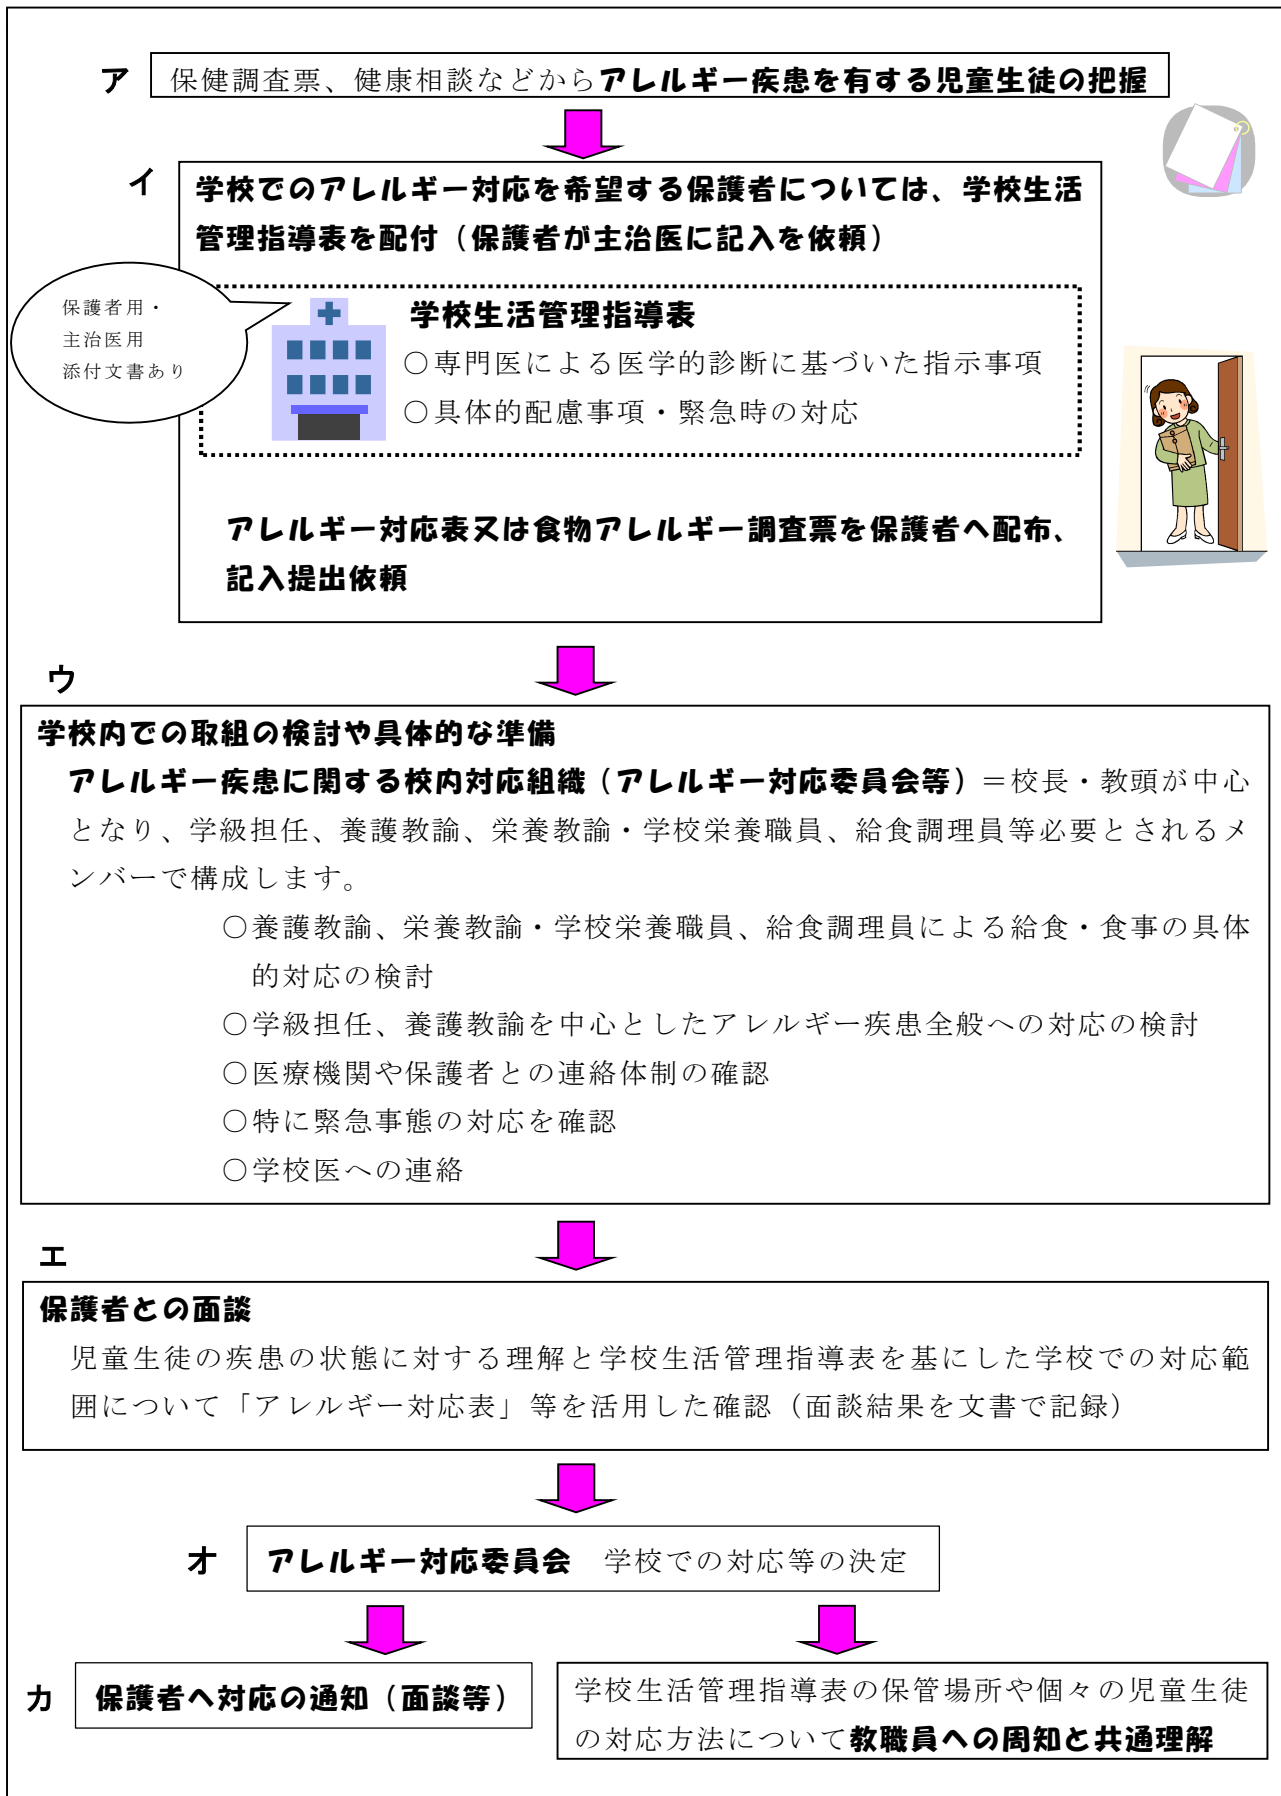 ア
保健調査票、健康相談などからアレルギー疾患を有する児童生徒の把握
イ
学校でのアレルギー対応を希望する保護者については、学校生活
管理指導表を配付（保護者が主治医に記入を依頼）
保護者用・
主治医用
添付文書あり
学校生活管理指導表
○専門医による医学的診断に基づいた指示事項
○具体的配慮事項・緊急時の対応
アレルギー対応表又は食物アレルギー調査票を保護者へ配布、
記入提出依頼
ウ
学校内での取組の検討や具体的な準備
アレルギー疾患に関する校内対応組織（アレルギー対応委員会等）＝校長・教頭が中心
となり、学級担任、養護教諭、栄養教諭・学校栄養職員、給食調理員等必要とされるメ
ンバーで構成します。
○養護教諭、栄養教諭・学校栄養職員、給食調理員による給食・食事の具体
的対応の検討
○学級担任、養護教諭を中心としたアレルギー疾患全般への対応の検討
○医療機関や保護者との連絡体制の確認
○特に緊急事態の対応を確認
○学校医への連絡
エ
保護者との面談
児童生徒の疾患の状態に対する理解と学校生活管理指導表を基にした学校での対応範
囲について「アレルギー対応表」等を活用した確認（面談結果を文書で記録）
オ
アレルギー対応委員会　学校での対応等の決定
カ
保護者へ対応の通知（面談等）
学校生活管理指導表の保管場所や個々の児童生徒
の対応方法について教職員への周知と共通理解